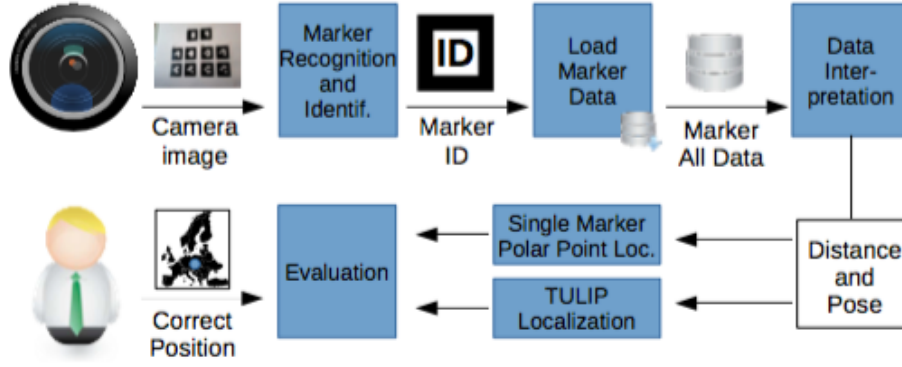 Marker
Recognition
and
Identif.
ID
Load
Marker
Data
Data
Inter-
pretation
Camera
image
Marker
ID
Marker
All Data
Single Marker
Polar Point Loc.
Distance
and
Pose
Evaluation
TULIP
Localization
Correct
Position